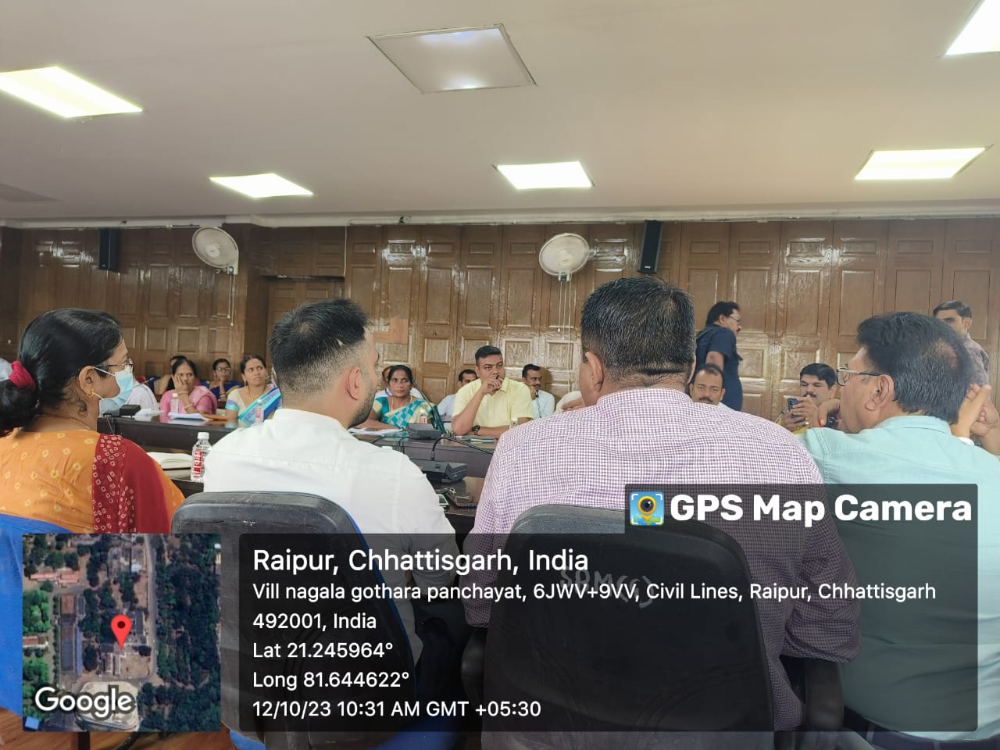 GPS Map Camera
Raipur, Chhattisgarh, India
Vill nagala gothara panchayat, 6JWV+9VV, Civil Lines, Raipur, Chhattisgarh
492001, India
Lat 21.245964°
Long 81.644622°
12/10/23 10:31 AM GMT +05:30
Google